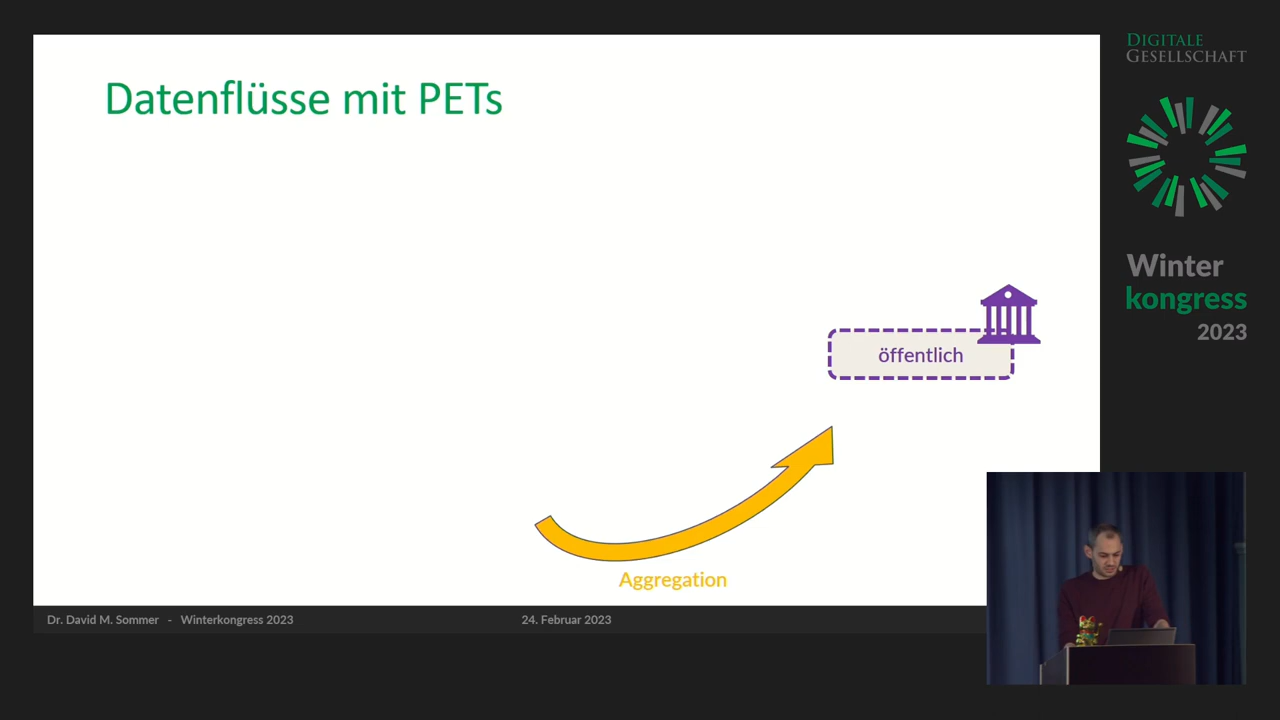 Datenflüsse mit PETs
öffentlich
Aggregation
Dr. David M. Sommer - Winterkongress 2023
24. Februar 2023
DIGITALE
GESELLSCHAFT
Winter
kongress
2023